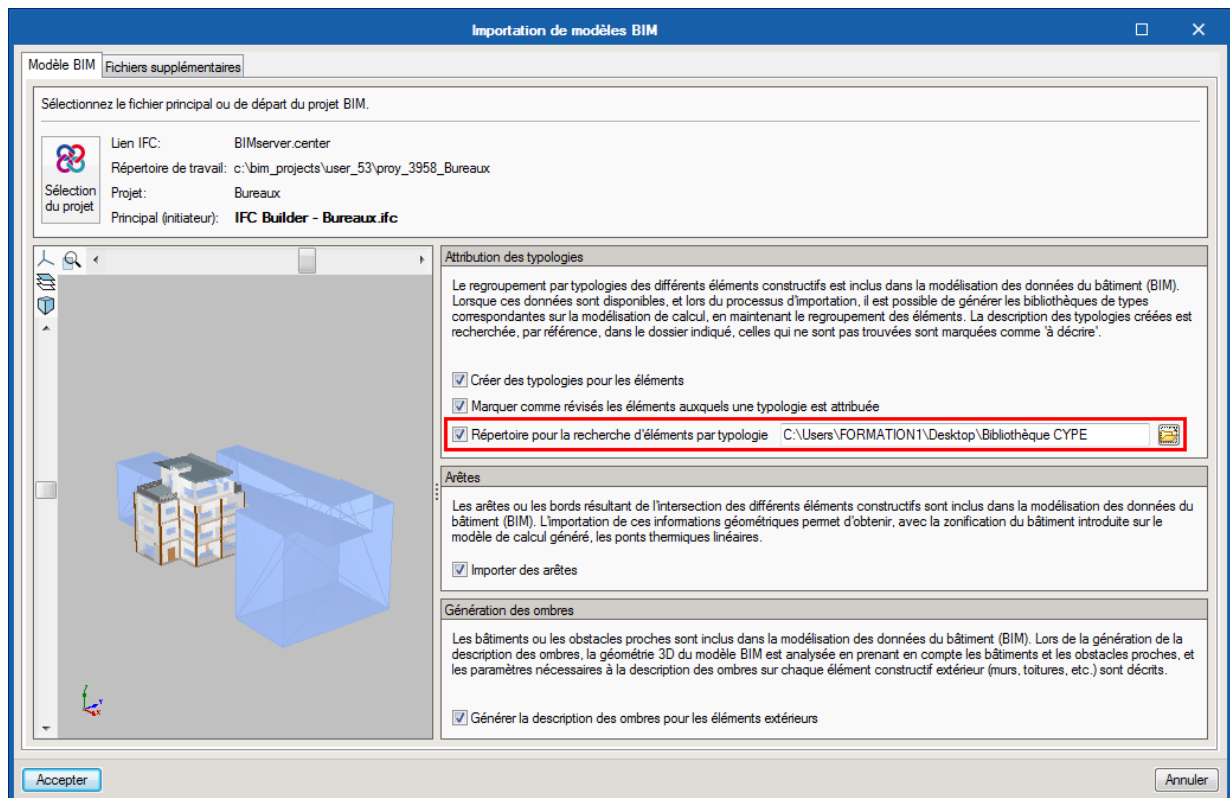 Importation de modèles BIM
Modèle BIM
Fichiers supplémentaires
Sélectionnez le fichier principal ou de départ du projet BIM.
Sélection
du projet
Lien IFC: BIMserver.center
Répertoire de travail: c:\bim_projects\user_53\proy_3958_Bureaux
Projet: Bureaux
Principal (initiateur): IFC Builder - Bureaux.ifc
Attribution des typologies
Le regroupement par typologies des différents éléments constructifs est inclus dans la modélisation des données du bâtiment (BIM).
Lorsque ces données sont disponibles, et lors du processus d'importation, il est possible de générer les bibliothèques de types
correspondantes sur la modélisation de calcul, en maintenant le regroupement des éléments. La description des typologies créées est
recherchée, par référence, dans le dossier indiqué, celles qui ne sont pas trouvées sont marquées comme 'à décrire'.
Créer des typologies pour les éléments
Marquer comme révisés les éléments auxquels une typologie est attribuée
Répertoire pour la recherche d'éléments par typologie C:\Users\FORMATION1\Desktop\Bibliothèque CYPE
Arêtes
Les arêtes ou les bords résultant de l'intersection des différents éléments constructifs sont inclus dans la modélisation des données du
bâtiment (BIM). L'importation de ces informations géométriques permet d'obtenir, avec la zonification du bâtiment introduite sur le
modèle de calcul généré, les ponts thermiques linéaires.
Importer des arêtes
Génération des ombres
Les bâtiments ou les obstacles proches sont inclus dans la modélisation des données du bâtiment (BIM). Lors de la génération de la
description des ombres, la géométrie 3D du modèle BIM est analysée en prenant en compte les bâtiments et les obstacles proches, et
les paramètres nécessaires à la description des ombres sur chaque élément constructif extérieur (murs, toitures, etc.) sont décrits.
Générer la description des ombres pour les éléments extérieurs
z
y
x
Accepter
Annuler